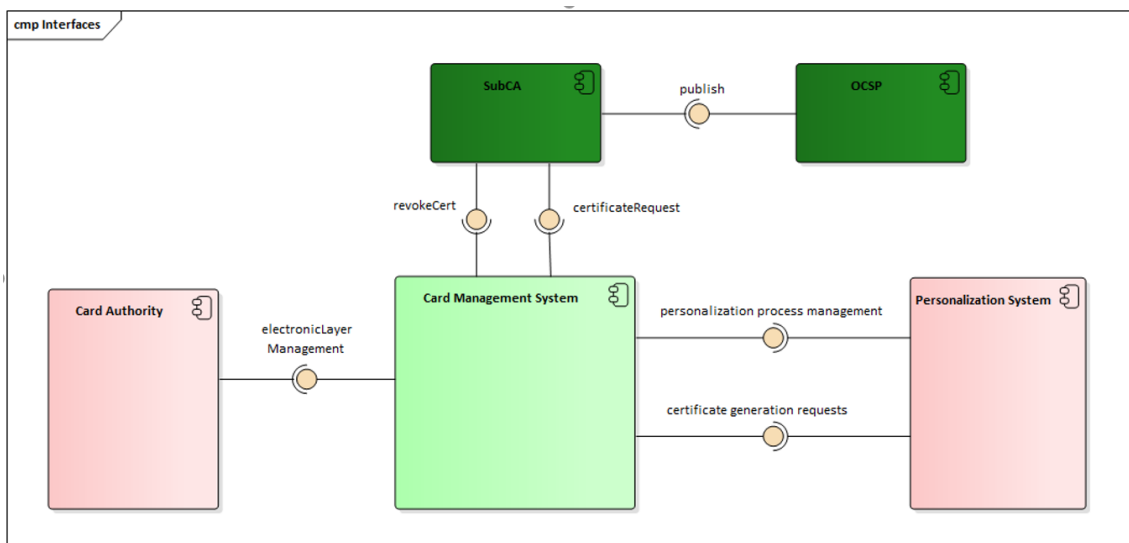 cmp Interfaces
SubCA
OCSP
publish
revokeCert
certificateRequest
Card Authority
Card Management System
Personalization System
electronicLayer
Management
personalization process management
certificate generation requests